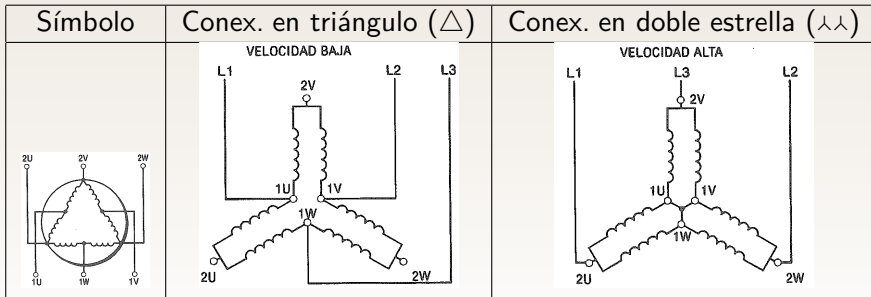 Símbolo Conex. en triángulo (△) Conex. en doble estrella (⅄⅄)
2U 2V 2W
1U 1W 1V
VELOCIDAD BAJA
L1 L2 L3
2V
1U 1V
1W
2U 2W
VELOCIDAD ALTA
L1 L3 L2
2V
1U 1V
1W
2U 2W